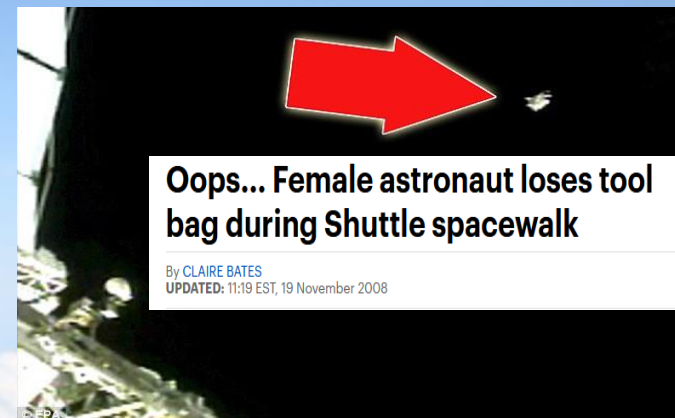 Oops... Female astronaut loses tool
bag during Shuttle spacewalk
By CLAIRE BATES
UPDATED: 11:19 EST, 19 November 2008
© EPA